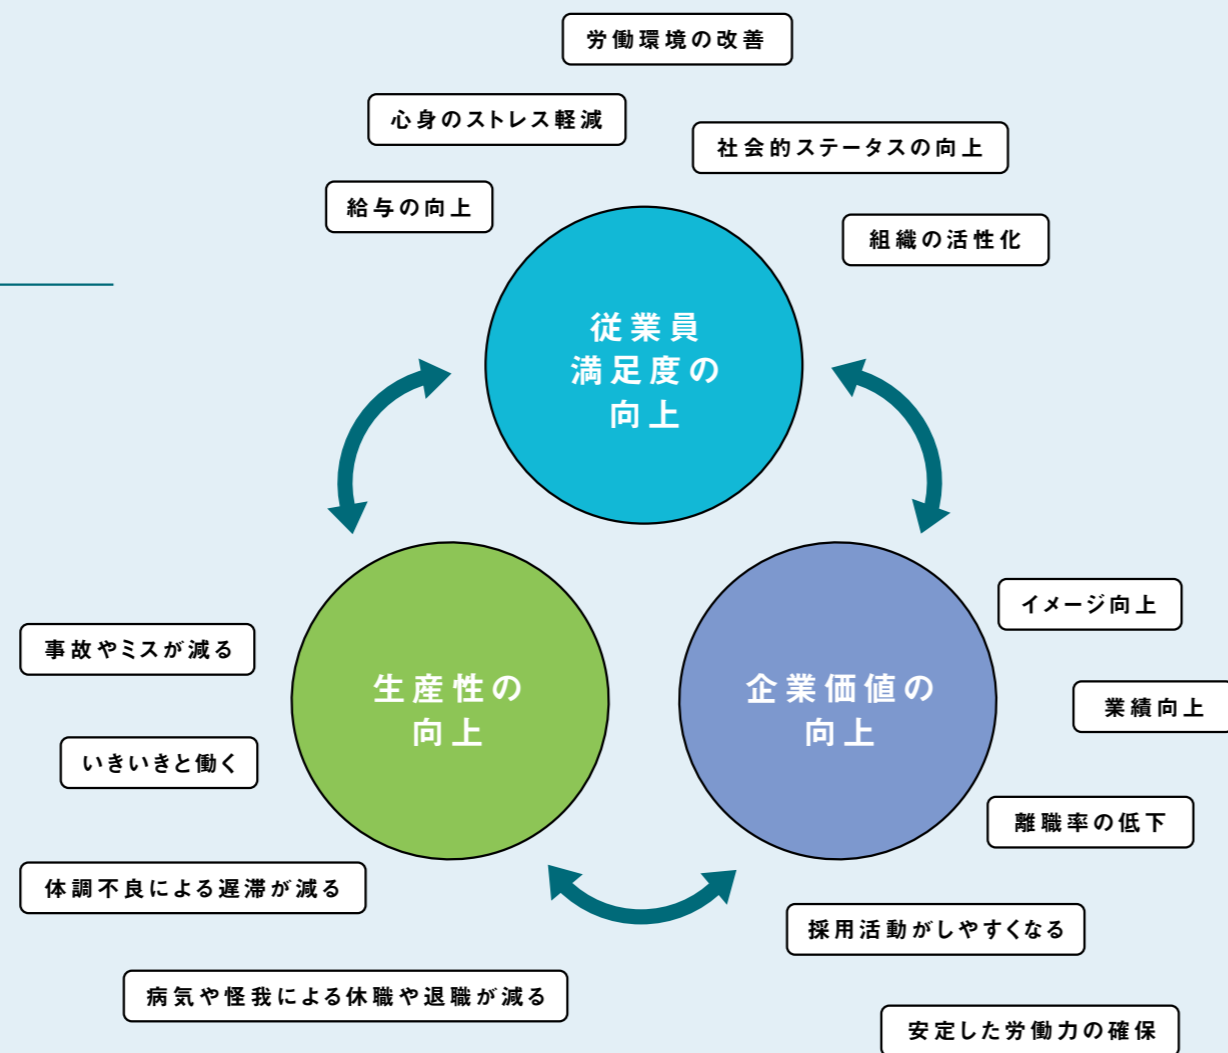 労働環境の改善
心身のストレス軽減
社会的ステータスの向上
給与の向上
組織の活性化
従業員
満足度の
向上
生産性の
向上
企業価値の
向上
イメージ向上
事故やミスが減る
業績向上
いきいきと働く
離職率の低下
体調不良による遅滞が減る
採用活動がしやすくなる
病気や怪我による休職や退職が減る
安定した労働力の確保